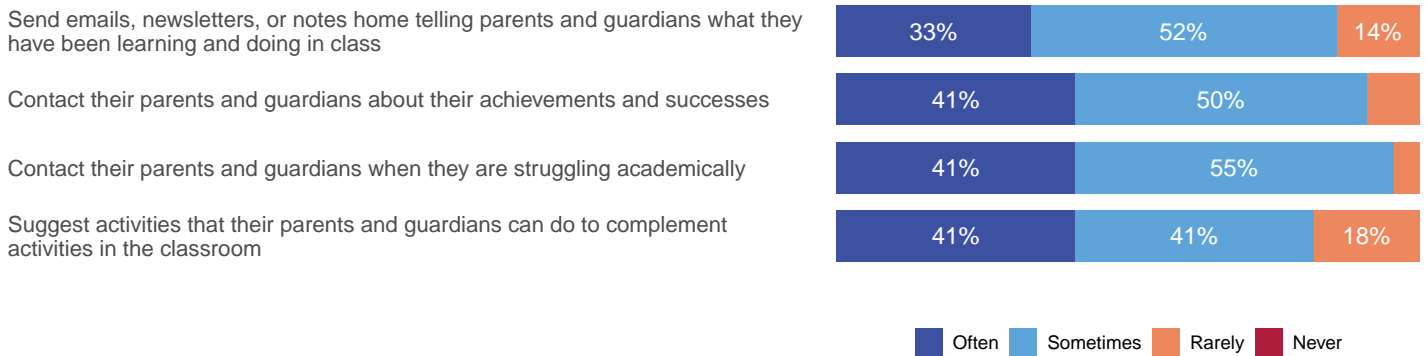 Send emails, newsletters, or notes home telling parents and guardians what they
have been learning and doing in class
33% 52% 14%
Contact their parents and guardians about their achievements and successes
41% 50%
Contact their parents and guardians when they are struggling academically
41% 55%
Suggest activities that their parents and guardians can do to complement
activities in the classroom
41% 41% 18%
Often Sometimes Rarely Never